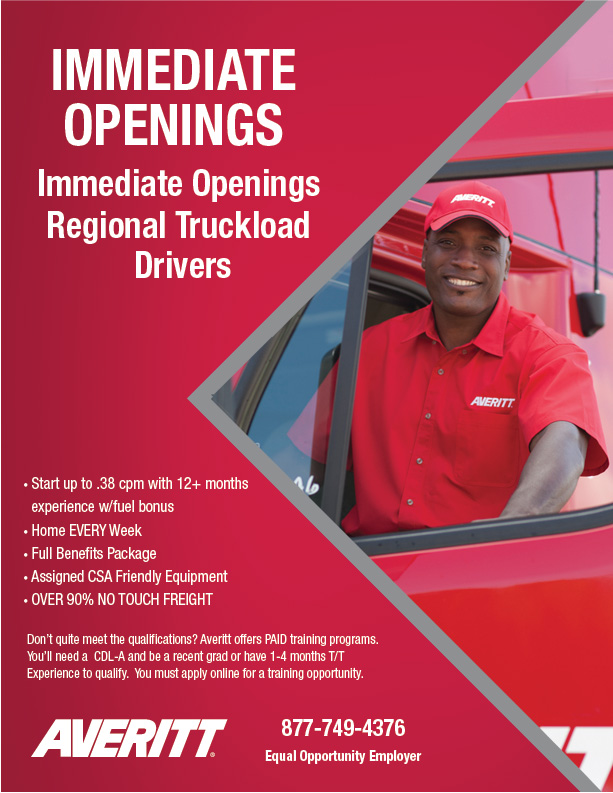 IMMEDIATE
OPENINGS
Immediate Openings
Regional Truckload
Drivers
AVERITT
AVERITT
• Start up to .38 cpm with 12+ months
experience w/fuel bonus
• Home EVERY Week
• Full Benefits Package
• Assigned CSA Friendly Equipment
• OVER 90% NO TOUCH FREIGHT
Don't quite meet the qualifications? Averitt offers PAID training programs.
You'll need a CDL-A and be a recent grad or have 1-4 months T/T
Experience to qualify. You must apply online for a training opportunity.
AVERITT®
877-749-4376
Equal Opportunity Employer